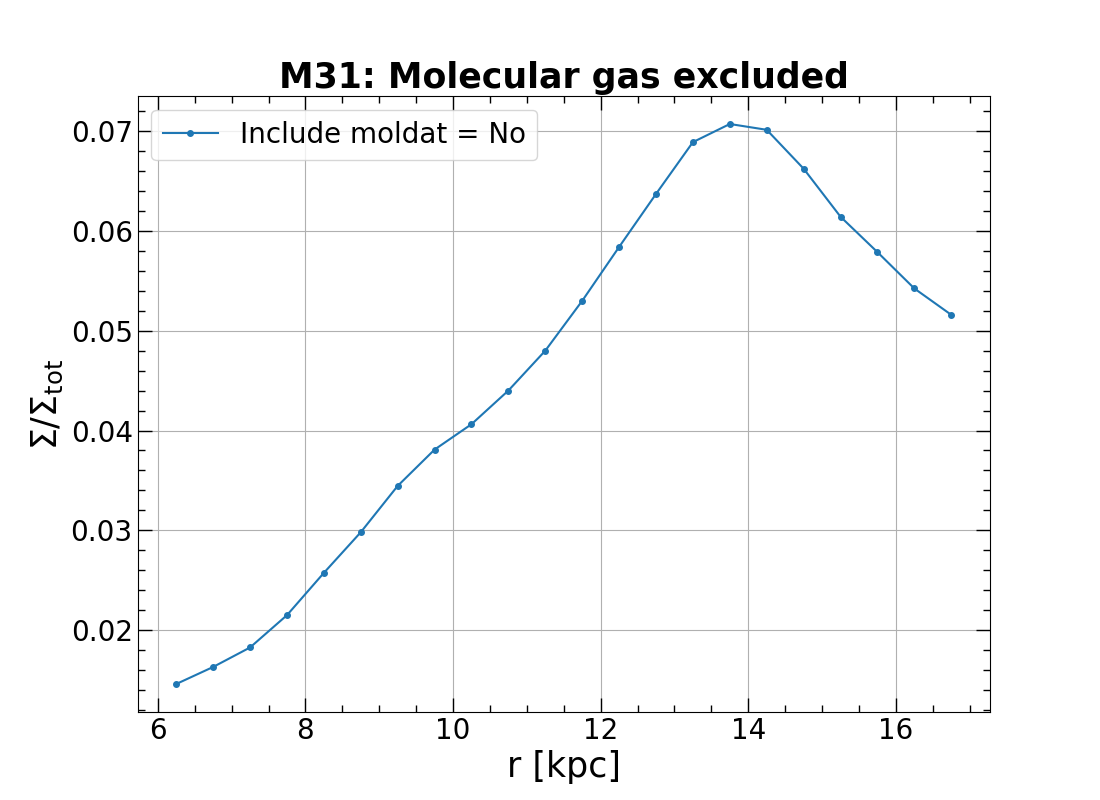 M31: Molecular gas excluded
Include moldat = No
0.07
0.06
0.05
0.04
0.03
0.02
Σ/Σtot
6 8 10 12 14 16
r [kpc]